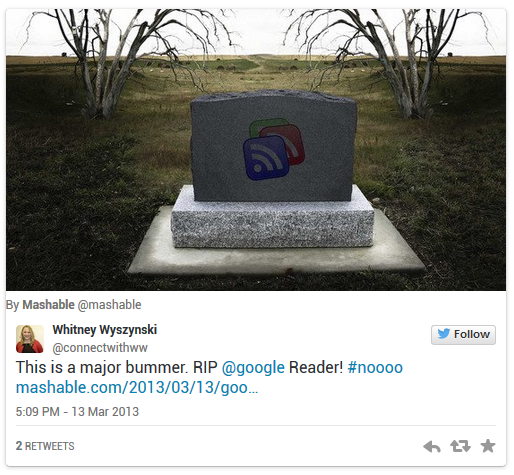 By Mashable @mashable
Whitney Wyszynski
Follow
@connectwithww
This is a major bummer. RIP @google Reader! #noooo
mashable.com/2013/03/13/goo...
5:09 PM - 13 Mar 2013
2 RETWEETS